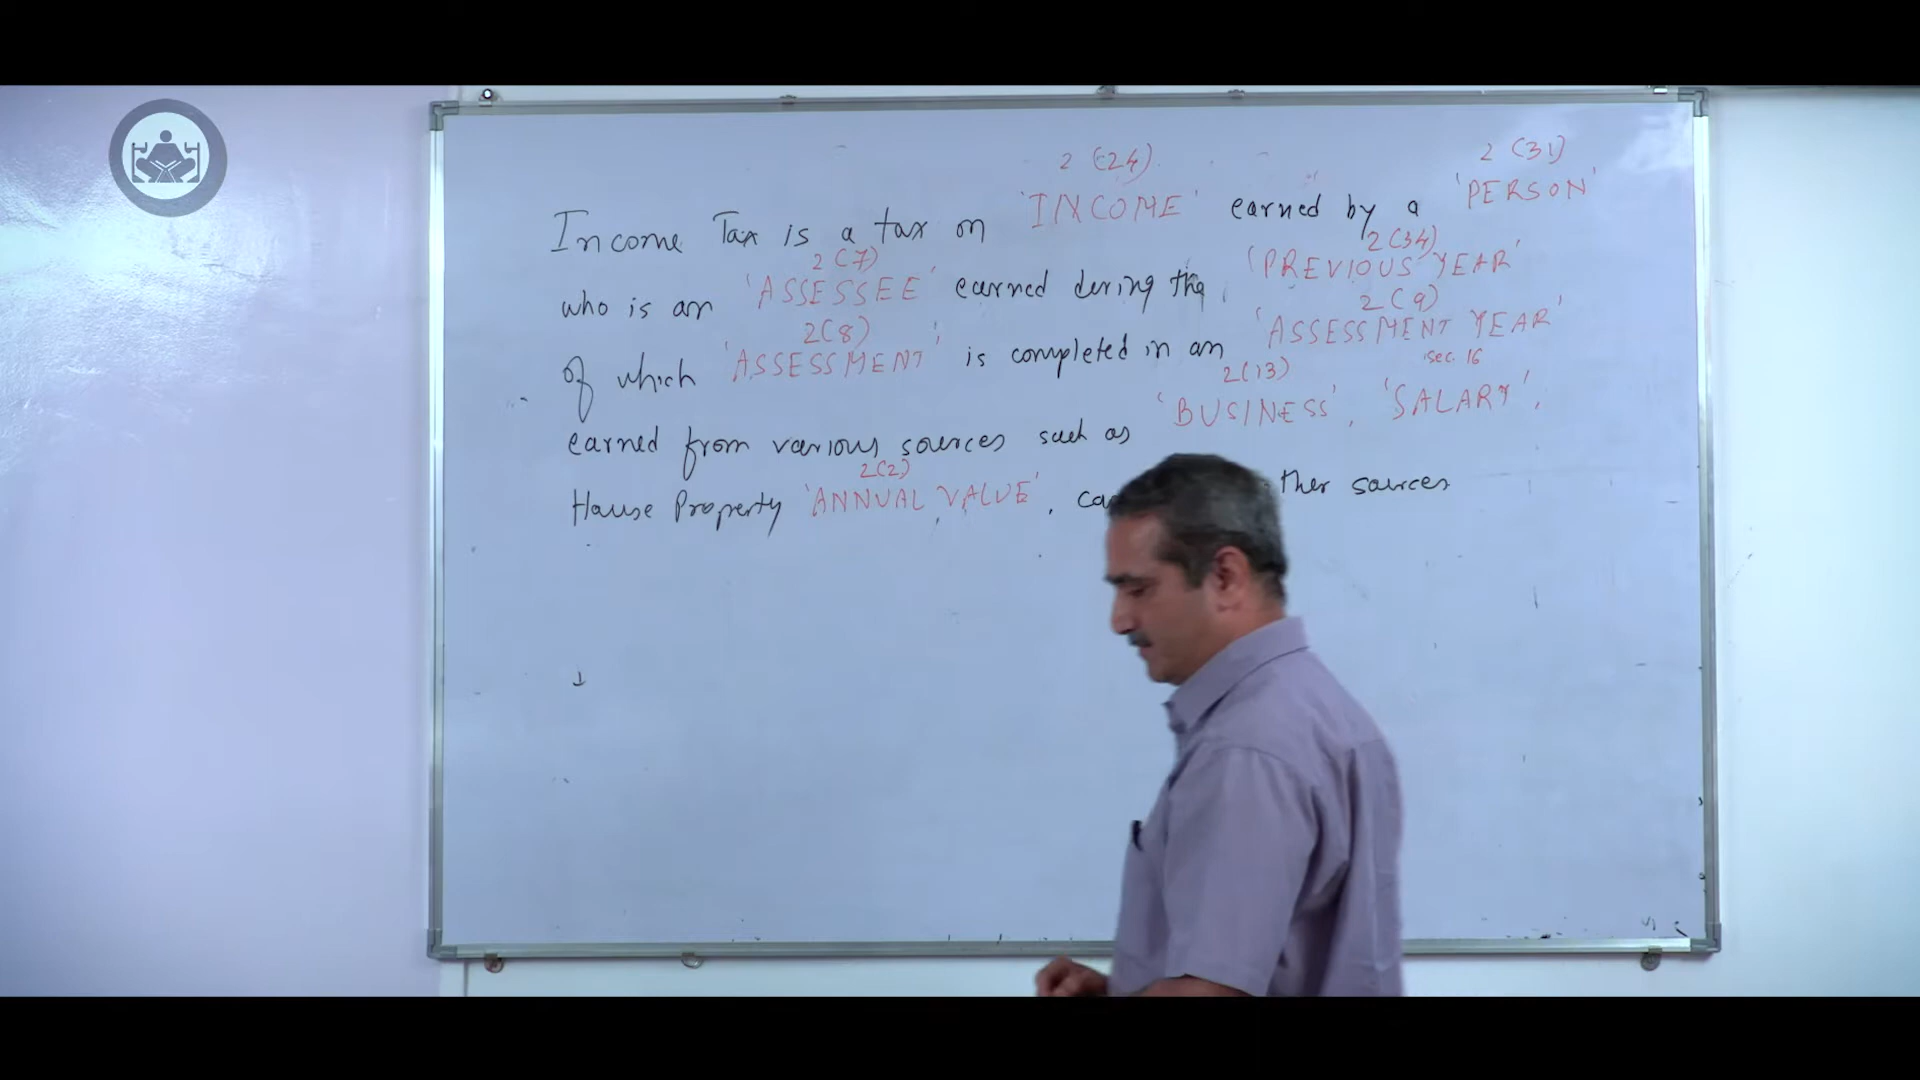 2 (24) 2 (31)
Income Tax is a tax on 'INCOME' earned by a 'PERSON'
2 (7) 2 (34)
who is an 'ASSESSEE' earned during the 'PREVIOUS YEAR'
2(8) 2(9)
of which 'ASSESSMENT' is completed in an 'ASSESSMENT YEAR'
2(13) sec. 16
earned from various sources such as 'BUSINESS', 'SALARY',
2(2)
House Property 'ANNUAL VALUE', sources